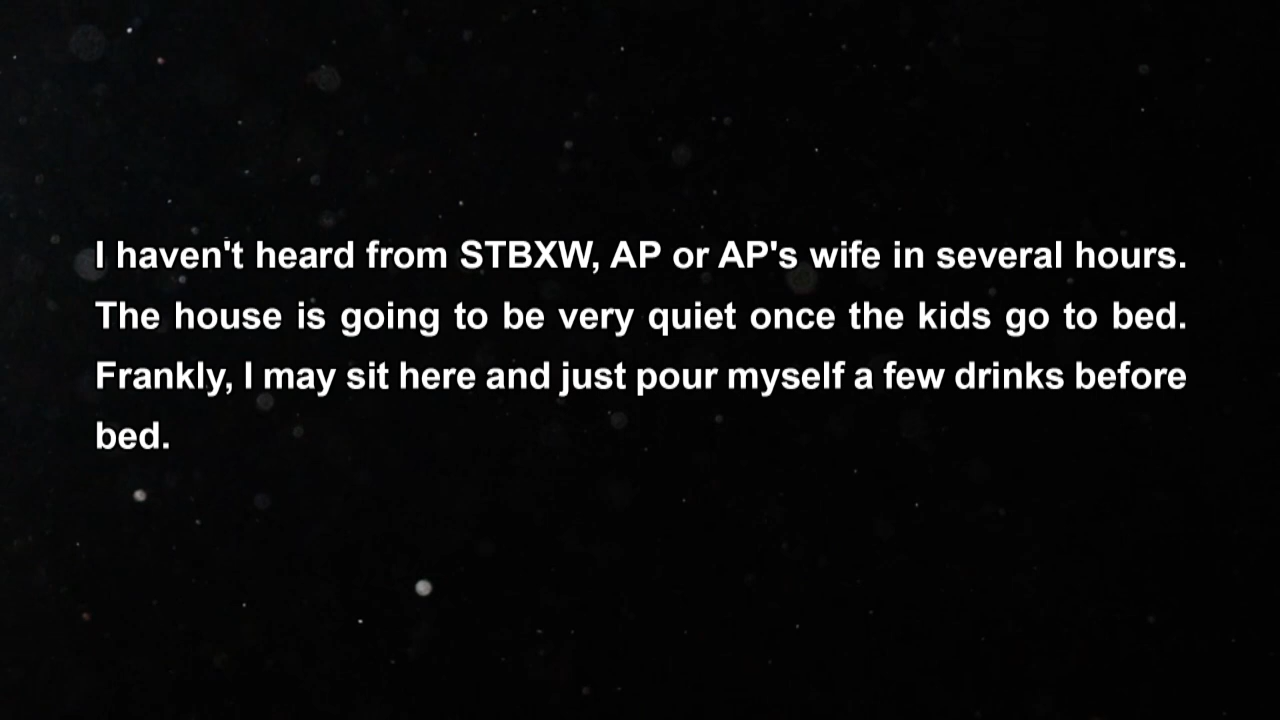 I haven't heard from STBXW, AP or AP's wife in several hours.
The house is going to be very quiet once the kids go to bed.
Frankly, I may sit here and just pour myself a few drinks before
bed.